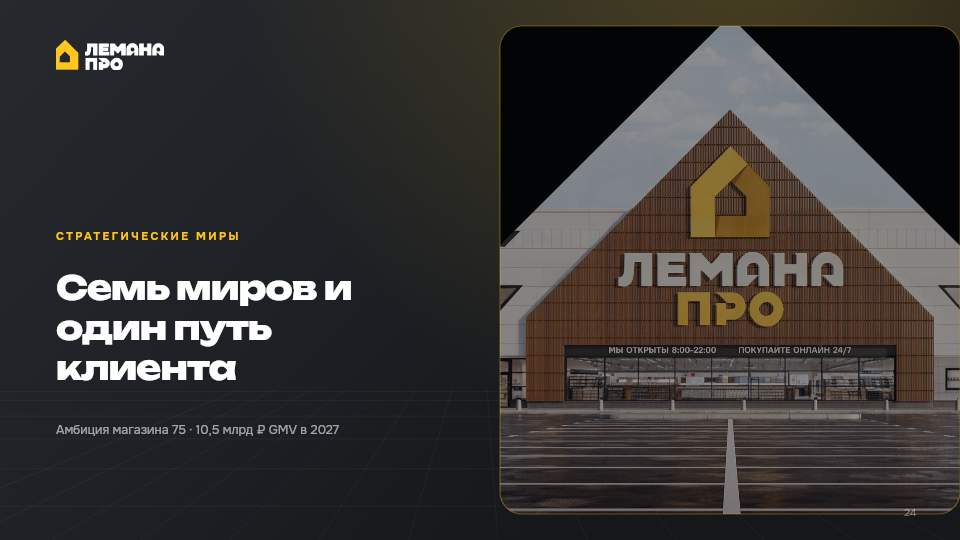 ЛЕМАНА
ПРО
СТРАТЕГИЧЕСКИЕ МИРЫ
Семь миров и
один путь
клиента
Амбиция магазина 75 · 10,5 млрд ₽ GMV в 2027
ЛЕМАНА
ПРО
МЫ ОТКРЫТЫ 8:00-22:00 ПОКУПАЙТЕ ОНЛАЙН 24/7
24